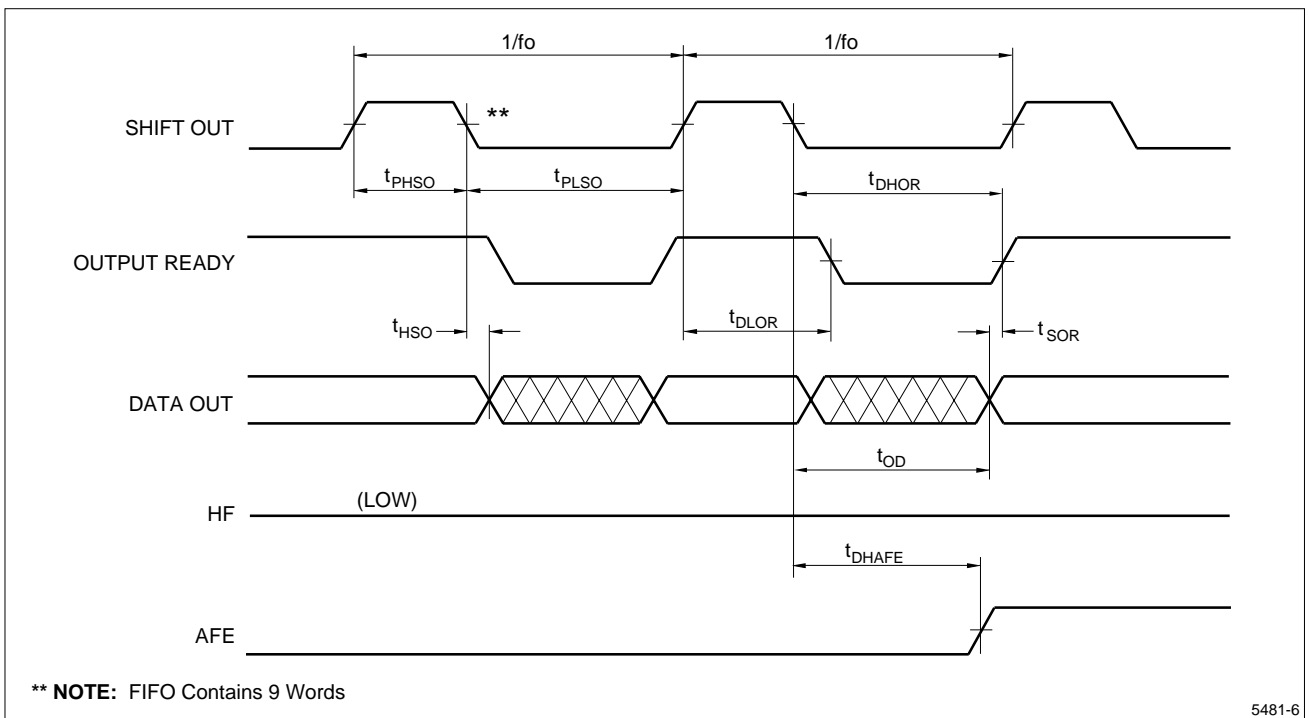 1/fo 1/fo
SHIFT OUT **
tPHSO tPLSO tDHOR
OUTPUT READY
tHSO tDLOR tSOR
DATA OUT
tOD
HF (LOW)
tDHAFE
AFE
** NOTE: FIFO Contains 9 Words
5481-6